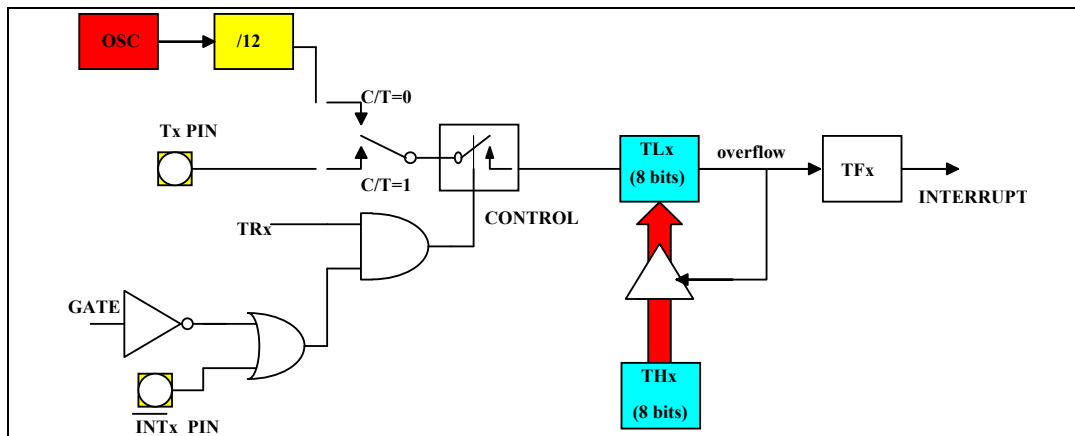 OSC
/12
C/T=0
Tx PIN
C/T=1
CONTROL
TLx
(8 bits)
overflow
TFx
INTERRUPT
TRx
GATE
INTx PIN
THx
(8 bits)